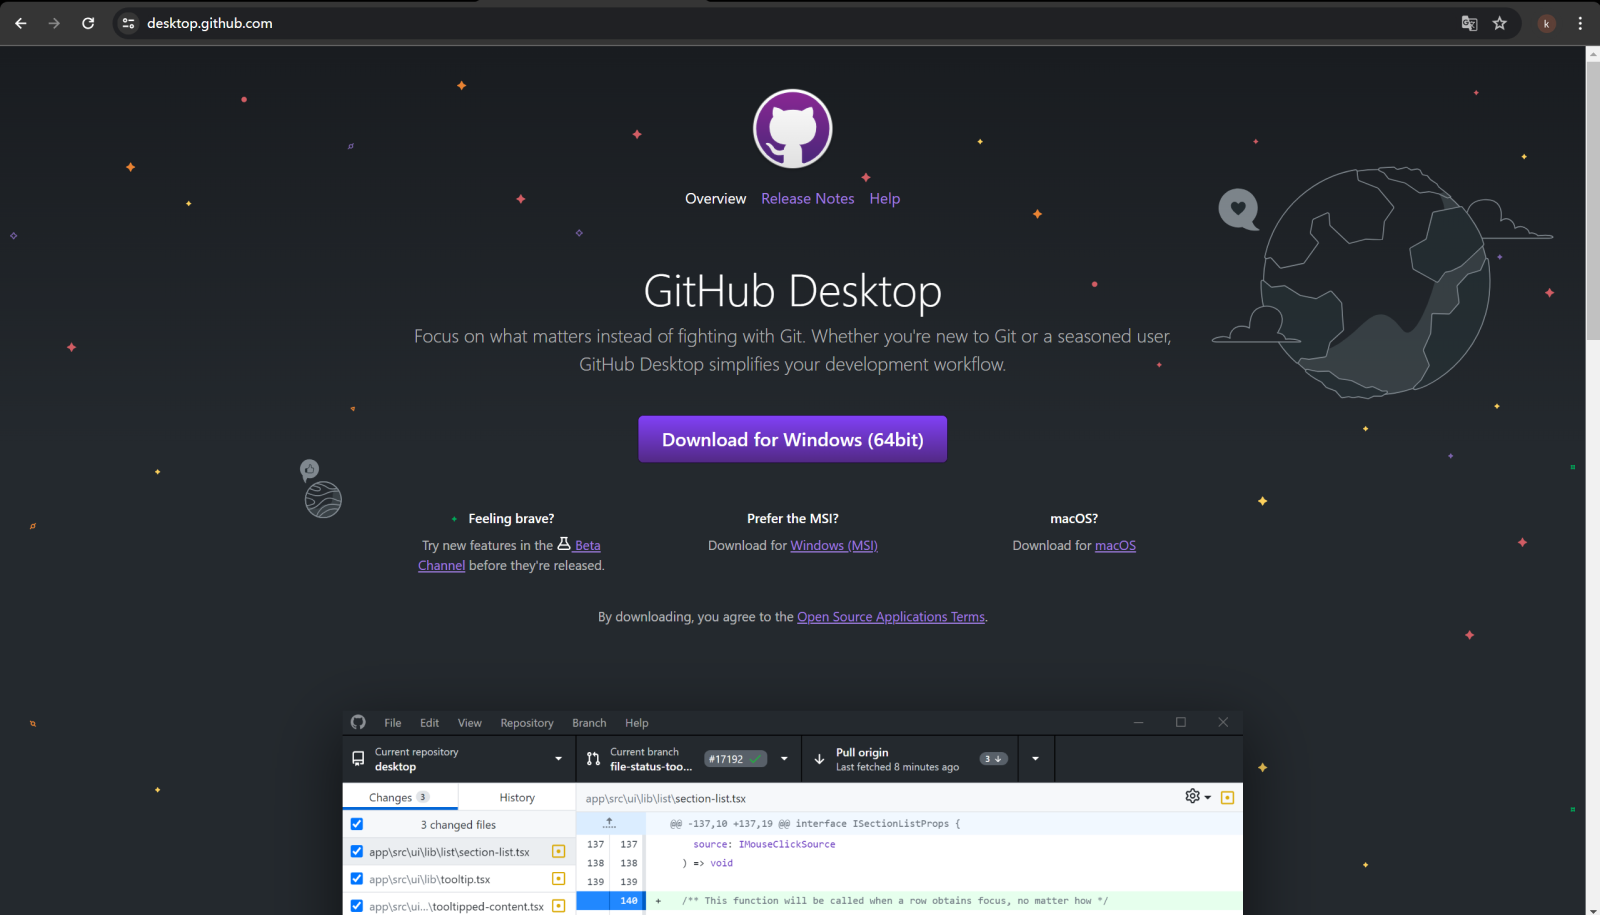 desktop.github.com
k
Overview Release Notes Help
GitHub Desktop
Focus on what matters instead of fighting with Git. Whether you're new to Git or a seasoned user,
GitHub Desktop simplifies your development workflow.
Download for Windows (64bit)
Feeling brave?
Try new features in the Beta
Channel before they're released.
Prefer the MSI?
Download for Windows (MSI)
macOS?
Download for macOS
By downloading, you agree to the Open Source Applications Terms.
File Edit View Repository Branch Help
Current repository
desktop
Current branch
file-status-too...
#17192
Pull origin
Last fetched 8 minutes ago
3
Changes 3 History
app\src\ui\lib\list\section-list.tsx
3 changed files
app\src\ui\lib\list\section-list.tsx
app\src\ui\lib\tooltip.tsx
app\src\ui...\tooltipped-content.tsx
@@ -137,10 +137,19 @@ interface ISectionListProps {
137 137 source: IMouseClickSource
138 138 ) => void
139 139
140 + /** This function will be called when a row obtains focus, no matter how */